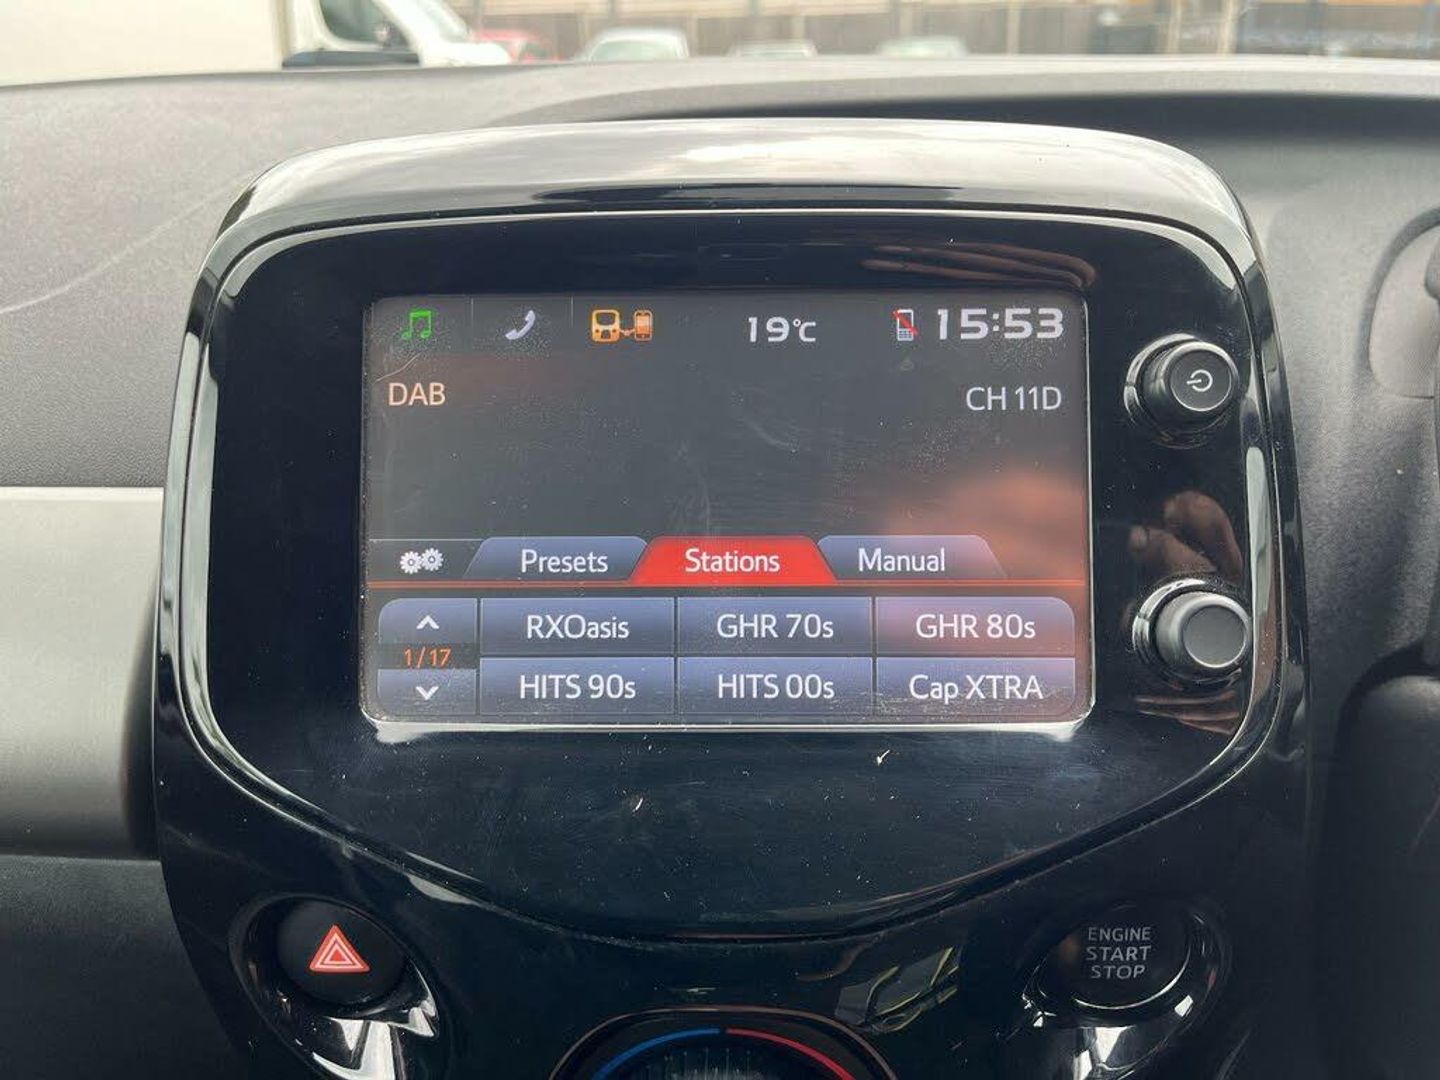 19°C 15:53
DAB CH 11D
Presets Stations Manual
RXOasis GHR 70s GHR 80s
1/17
HITS 90s HITS 00s Cap XTRA
ENGINE
START
STOP